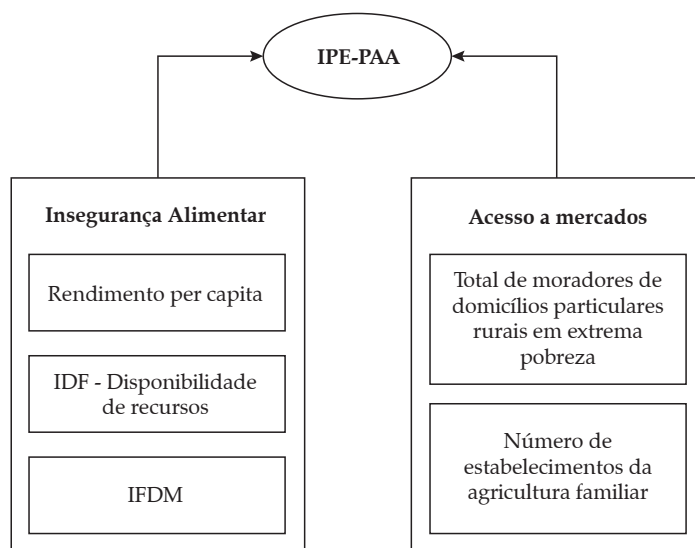 IPE-PAA
Insegurança Alimentar
Rendimento per capita
IDF - Disponibilidade
de recursos
IFDM
Acesso a mercados
Total de moradores de
domicílios particulares
rurais em extrema
pobreza
Número de
estabelecimentos da
agricultura familiar